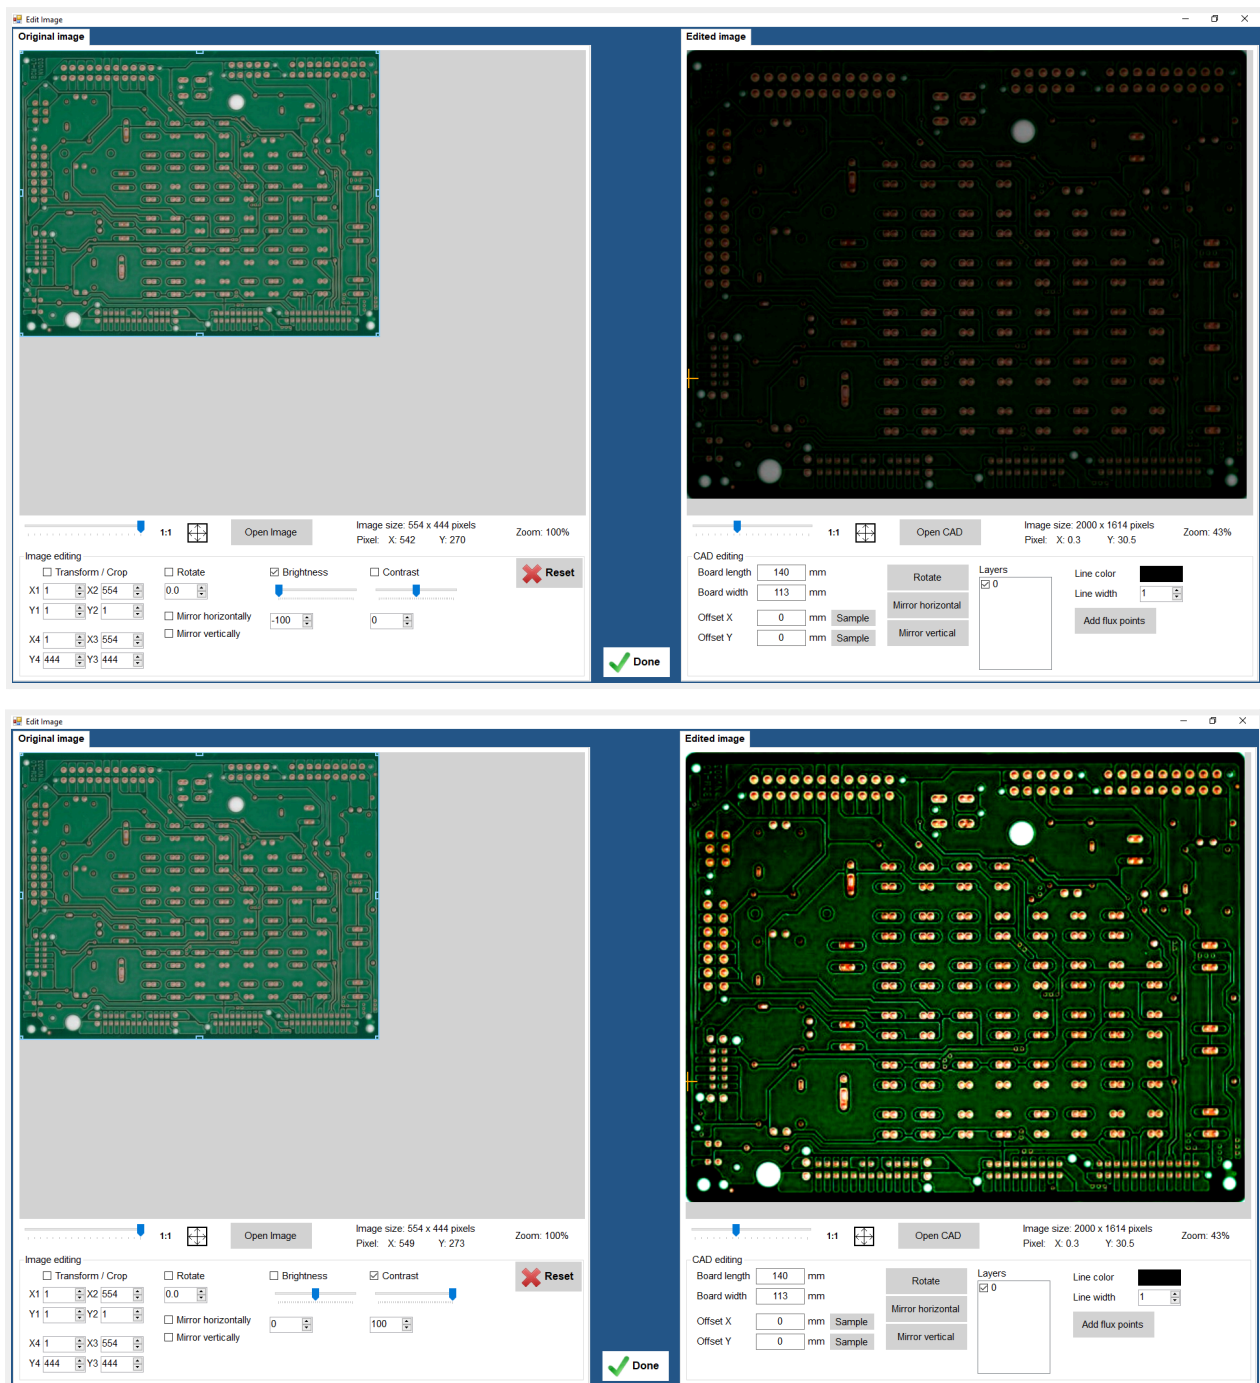 Edit Image
Original image
Edited image
1:1
Open Image
Image size: 554 x 444 pixels
Pixel: X: 542 Y: 270
Zoom: 100%
1:1
Open CAD
Image size: 2000 x 1614 pixels
Pixel: X: 0.3 Y: 30.5
Zoom: 43%
Image editing
Transform / Crop
Rotate
Brightness
Contrast
Reset
X1 1 X2 554
0.0
Y1 1 Y2 1
Mirror horizontally
-100
0
Mirror vertically
X4 1 X3 554
Y4 444 Y3 444
Done
CAD editing
Board length 140 mm
Board width 113 mm
Offset X 0 mm Sample
Offset Y 0 mm Sample
Rotate
Mirror horizontal
Mirror vertical
Layers
0
Line color
Line width 1
Add flux points
Edit Image
Original image
Edited image
1:1
Open Image
Image size: 554 x 444 pixels
Pixel: X: 549 Y: 273
Zoom: 100%
1:1
Open CAD
Image size: 2000 x 1614 pixels
Pixel: X: 0.3 Y: 30.5
Zoom: 43%
Image editing
Transform / Crop
Rotate
Brightness
Contrast
Reset
X1 1 X2 554
0.0
Y1 1 Y2 1
Mirror horizontally
0
100
Mirror vertically
X4 1 X3 554
Y4 444 Y3 444
Done
CAD editing
Board length 140 mm
Board width 113 mm
Offset X 0 mm Sample
Offset Y 0 mm Sample
Rotate
Mirror horizontal
Mirror vertical
Layers
0
Line color
Line width 1
Add flux points